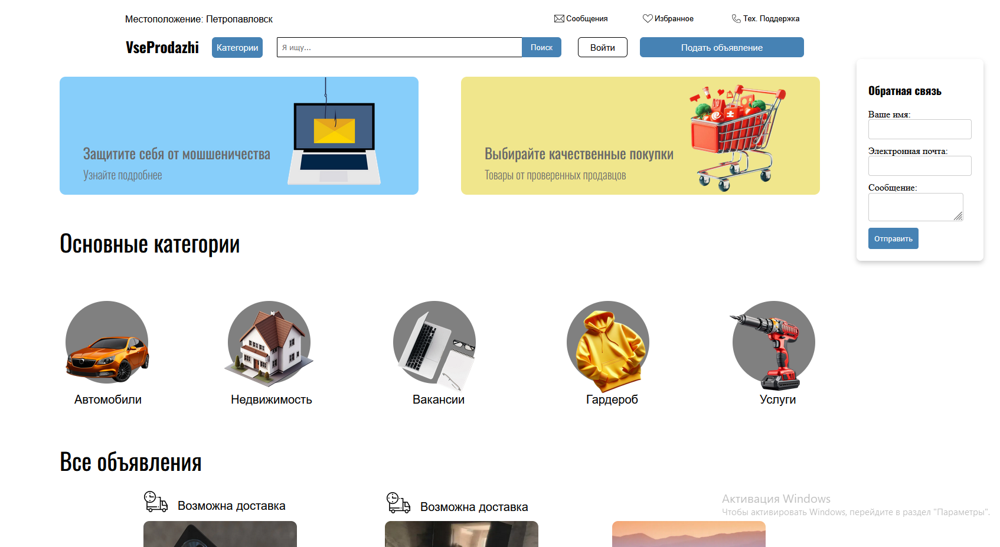 Местоположение: Петропавловск
Сообщения
Избранное
Тех. Поддержка
VseProdazhi
Категории
Я ищу...
Поиск
Войти
Подать объявление
Защитите себя от мошшеничества
Узнайте подробнее
Выбирайте качественные покупки
Товары от проверенных продавцов
Обратная связь
Ваше имя:
Электронная почта:
Сообщение:
Отправить
Основные категории
Автомобили
Недвижимость
Вакансии
Гардероб
Услуги
Все объявления
Возможна доставка
Возможна доставка
Активация Windows
Чтобы активировать Windows, перейдите в раздел "Параметры".